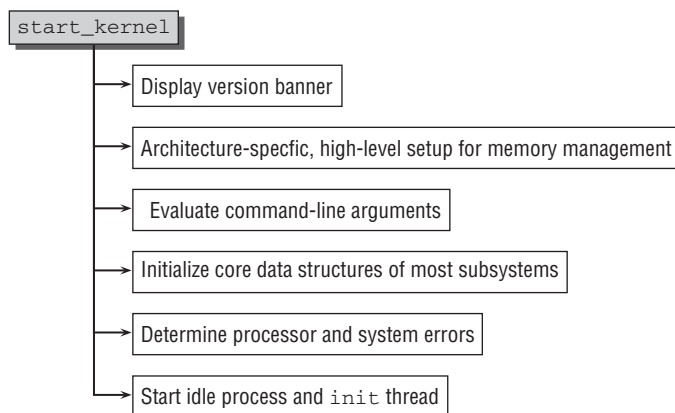 start_kernel
Display version banner
Architecture-specfic, high-level setup for memory management
Evaluate command-line arguments
Initialize core data structures of most subsystems
Determine processor and system errors
Start idle process and init thread